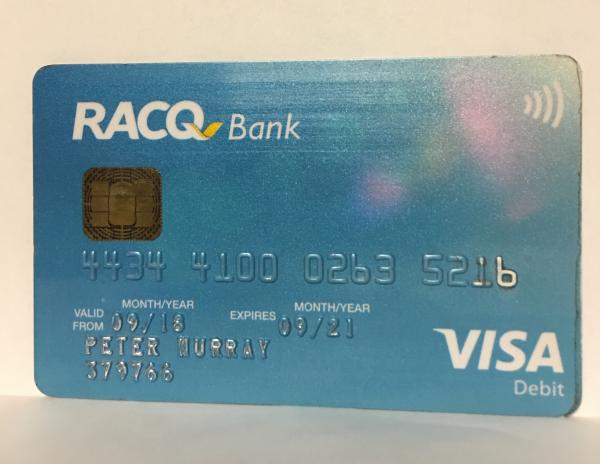 RACQ Bank
4434 4100 0263 5216
MONTH/YEAR MONTH/YEAR
VALID FROM 09/18 EXPIRES 09/21
PETER MURRAY
379766
VISA
Debit